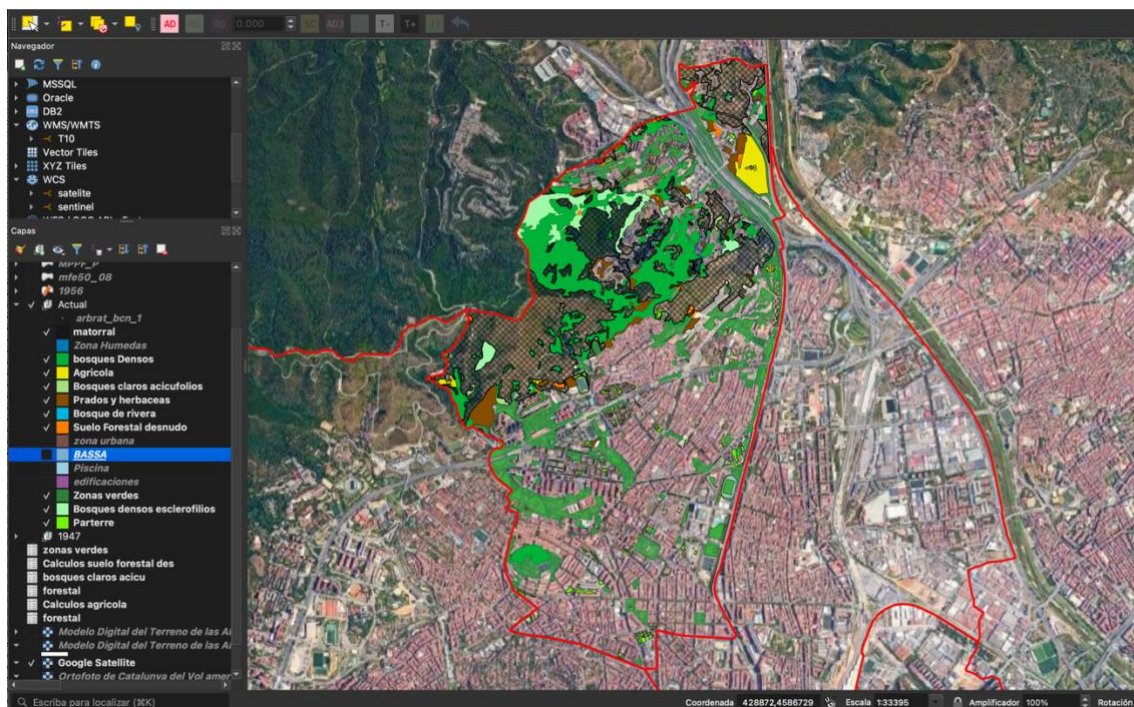 AD
0.000
AD3
T-
T+
Navegador
MSSQL
Oracle
DB2
WMS/WMTS
T10
Vector Tiles
XYZ Tiles
WCS
satelite
sentinel
Capas
MPPF_P
mfe50_08
1956
Actual
arbrat_bcn_1
matorral
Zona Humedas
bosques Densos
Agricola
Bosques claros acicufolios
Prados y herbaceas
Bosque de rivera
Suelo Forestal desnudo
zona urbana
BASSA
Piscina
edificaciones
Zonas verdes
Bosques densos esclerofilios
Parterre
1947
zonas verdes
Calculos suelo forestal des
bosques claros acicu
forestal
Calculos agricola
forestal
Modelo Digital del Terreno de las Al
Modelo Digital del Terreno de las Al
Google Satellite
Ortofoto de Catalunya del Vol amer
Escriba para localizar (⌘K)
Coordenada 428872,4586729 Escala 1:33395 Amplificador 100% Rotación